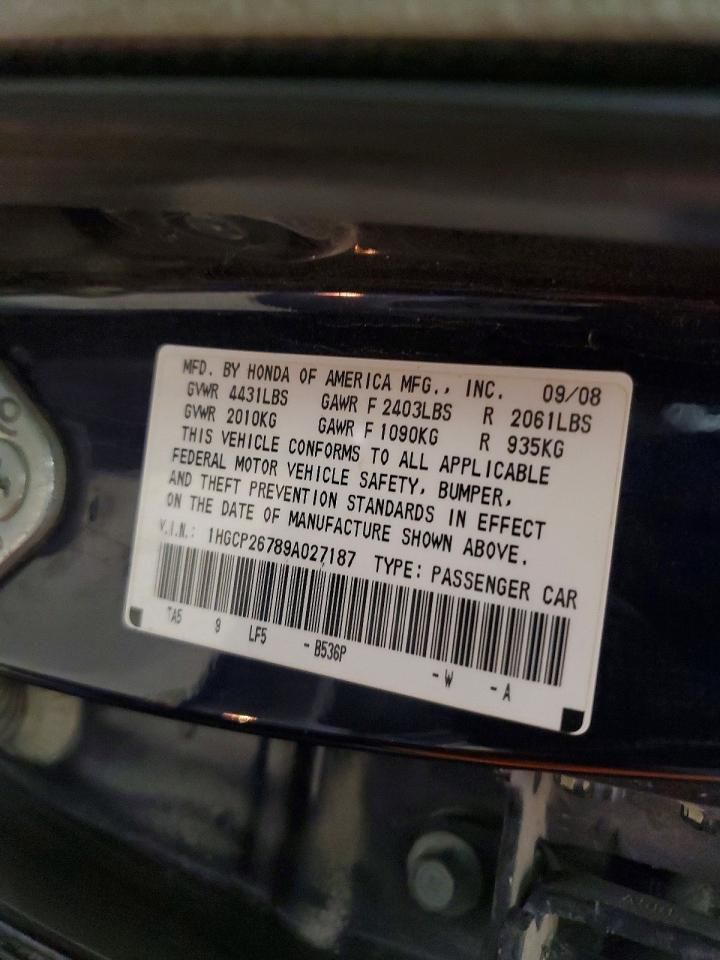 MFD. BY HONDA OF AMERICA MFG., INC. 09/08
GVWR 4431LBS GAWR F 2403LBS R 2061LBS
GVWR 2010KG GAWR F 1090KG R 935KG
THIS VEHICLE CONFORMS TO ALL APPLICABLE
FEDERAL MOTOR VEHICLE SAFETY, BUMPER,
AND THEFT PREVENTION STANDARDS IN EFFECT
ON THE DATE OF MANUFACTURE SHOWN ABOVE.
V.I.N.: 1HGCP26789A027187 TYPE: PASSENGER CAR
TA5 9 LF5 - B536P - W - A